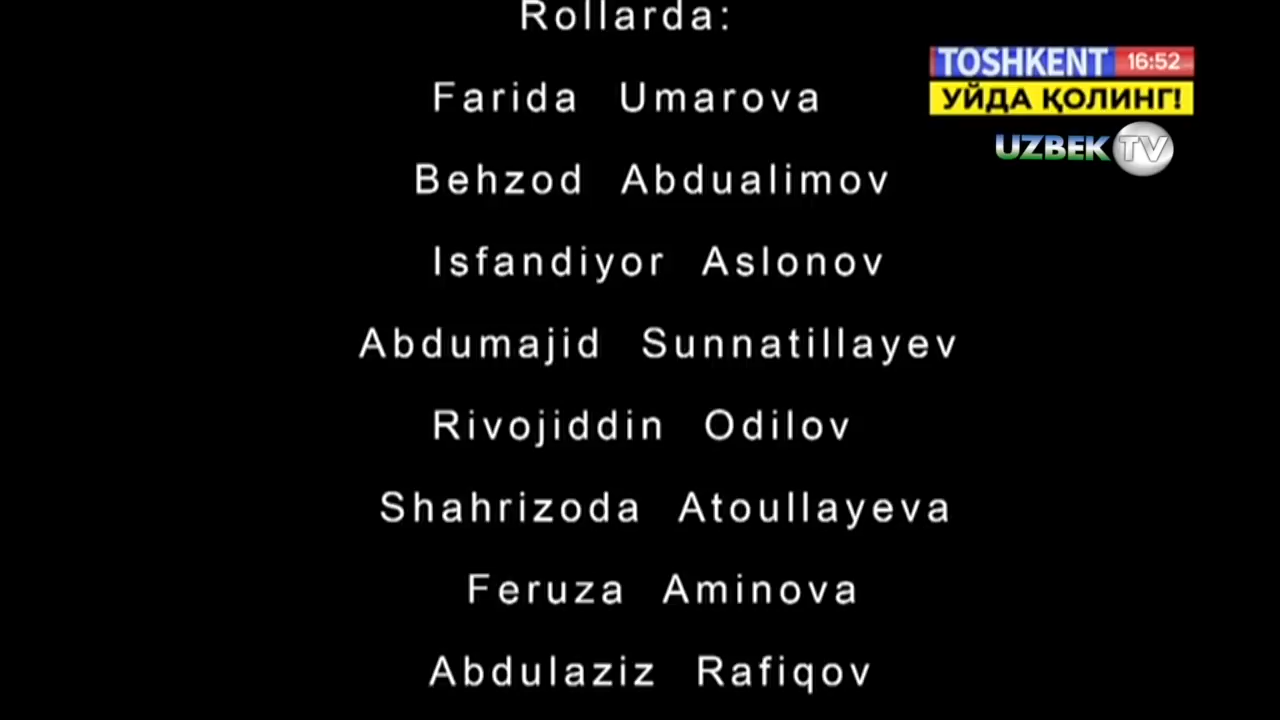 Rollarda:
TOSHKENT 16:52
Farida Umarova
УЙДА ҚОЛИНГ!
UZBEK TV
Behzod Abdualimov
Isfandiyor Aslonov
Abdumajid Sunnatillayev
Rivojiddin Odilov
Shahrizoda Atoullayeva
Feruza Aminova
Abdulaziz Rafiqov